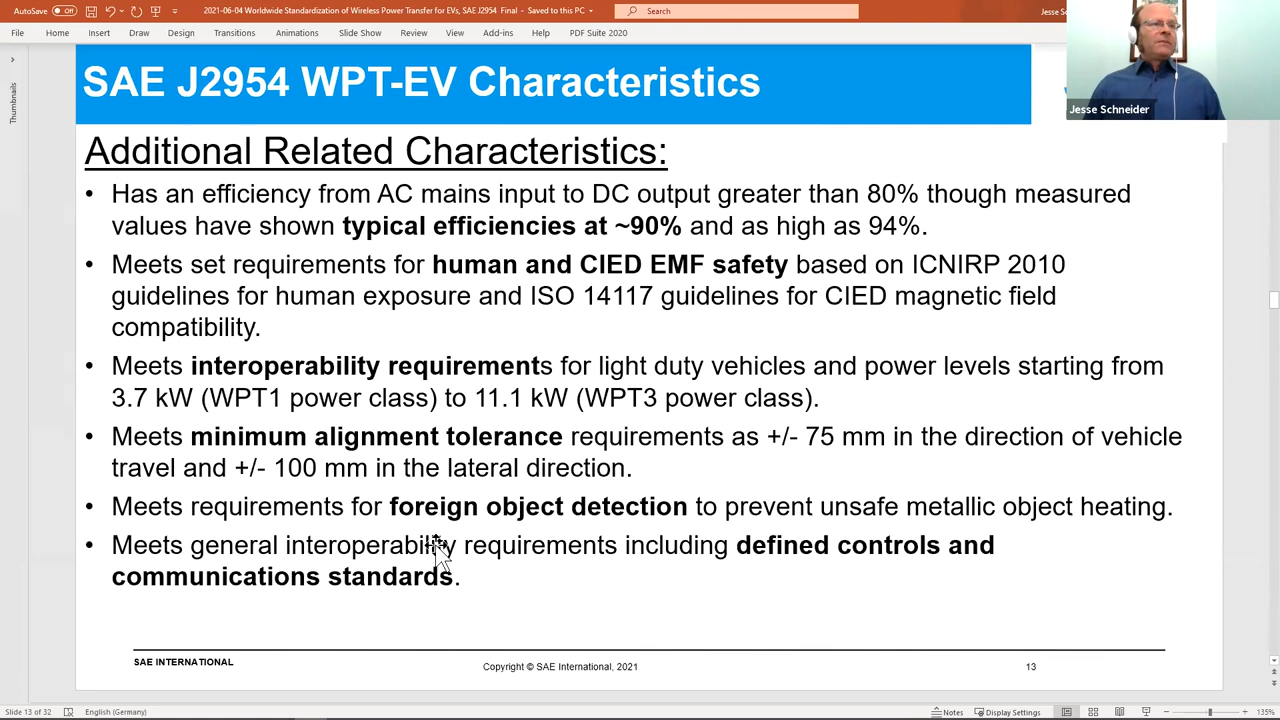 AutoSave Off 2021-06-04 Worldwide Standardization of Wireless Power Transfer for EVs, SAE J2954 Final - Saved to this PC Search Jesse Sc
File Home Insert Draw Design Transitions Animations Slide Show Review View Add-ins Help PDF Suite 2020
Jesse Schneider
Thumbnails
SAE J2954 WPT-EV Characteristics
Additional Related Characteristics:
• Has an efficiency from AC mains input to DC output greater than 80% though measured
values have shown typical efficiencies at ~90% and as high as 94%.
• Meets set requirements for human and CIED EMF safety based on ICNIRP 2010
guidelines for human exposure and ISO 14117 guidelines for CIED magnetic field
compatibility.
• Meets interoperability requirements for light duty vehicles and power levels starting from
3.7 kW (WPT1 power class) to 11.1 kW (WPT3 power class).
• Meets minimum alignment tolerance requirements as +/- 75 mm in the direction of vehicle
travel and +/- 100 mm in the lateral direction.
• Meets requirements for foreign object detection to prevent unsafe metallic object heating.
• Meets general interoperability requirements including defined controls and
communications standards.
SAE INTERNATIONAL
Copyright © SAE International, 2021
13
Slide 13 of 32 English (Germany) Notes Display Settings 135%